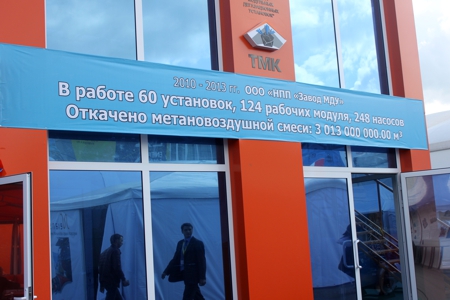 ТМК
2010 - 2013 гг. ООО «НПП «Завод МДУ»
В работе 60 установок, 124 рабочих модуля, 248 насосов
Откачено метановоздушной смеси: 3 013 000 000.00 м³